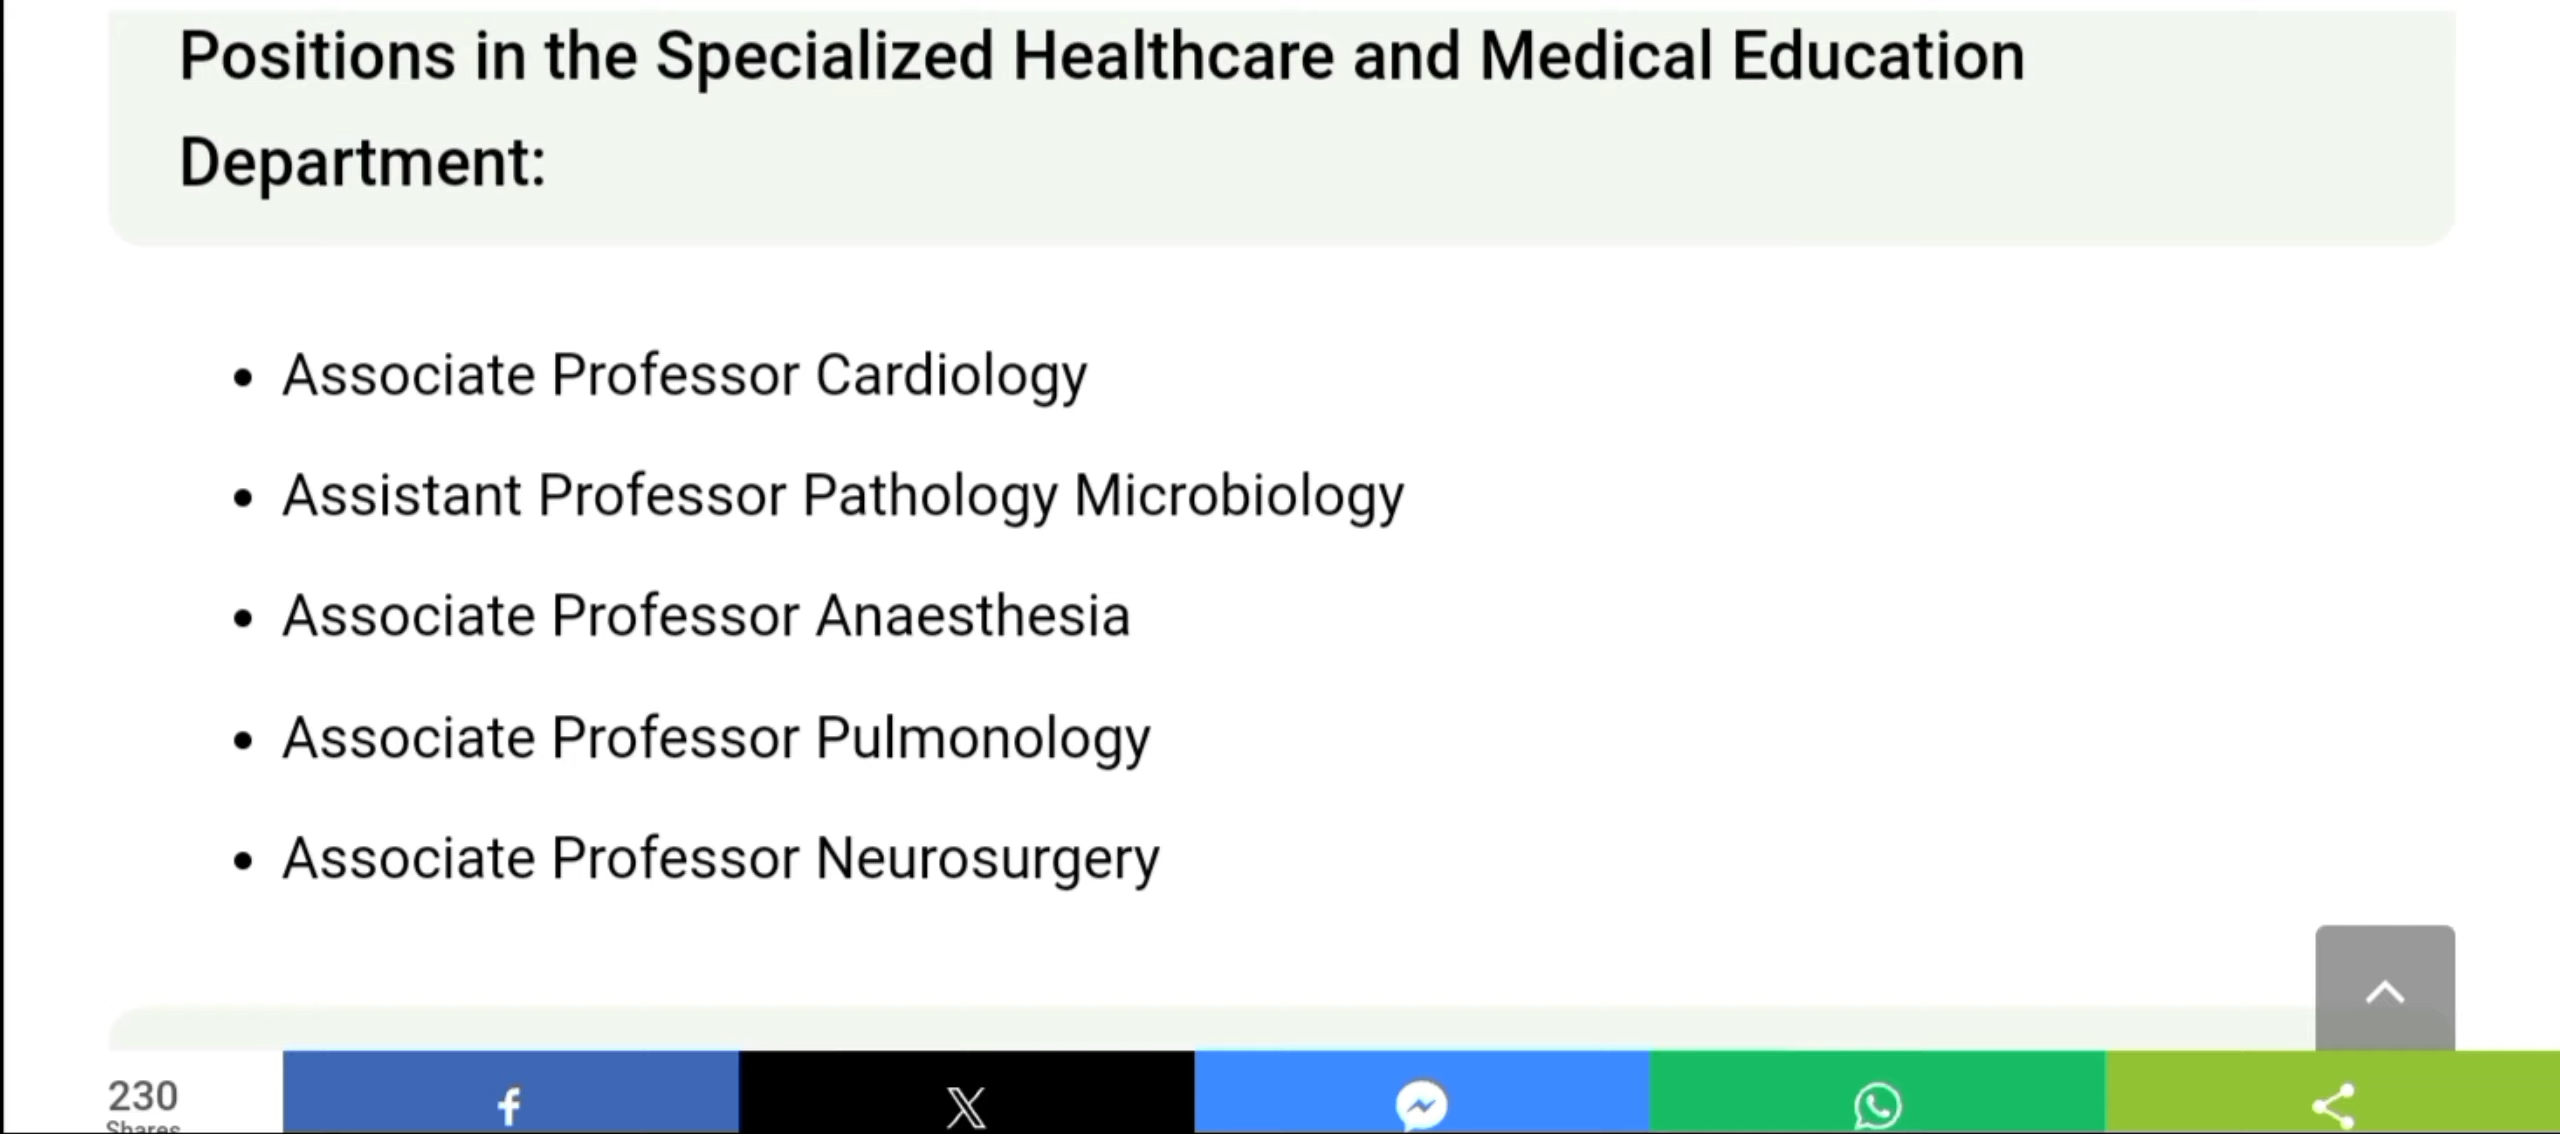 Positions in the Specialized Healthcare and Medical Education
Department:
• Associate Professor Cardiology
• Assistant Professor Pathology Microbiology
• Associate Professor Anaesthesia
• Associate Professor Pulmonology
• Associate Professor Neurosurgery
230
Shares